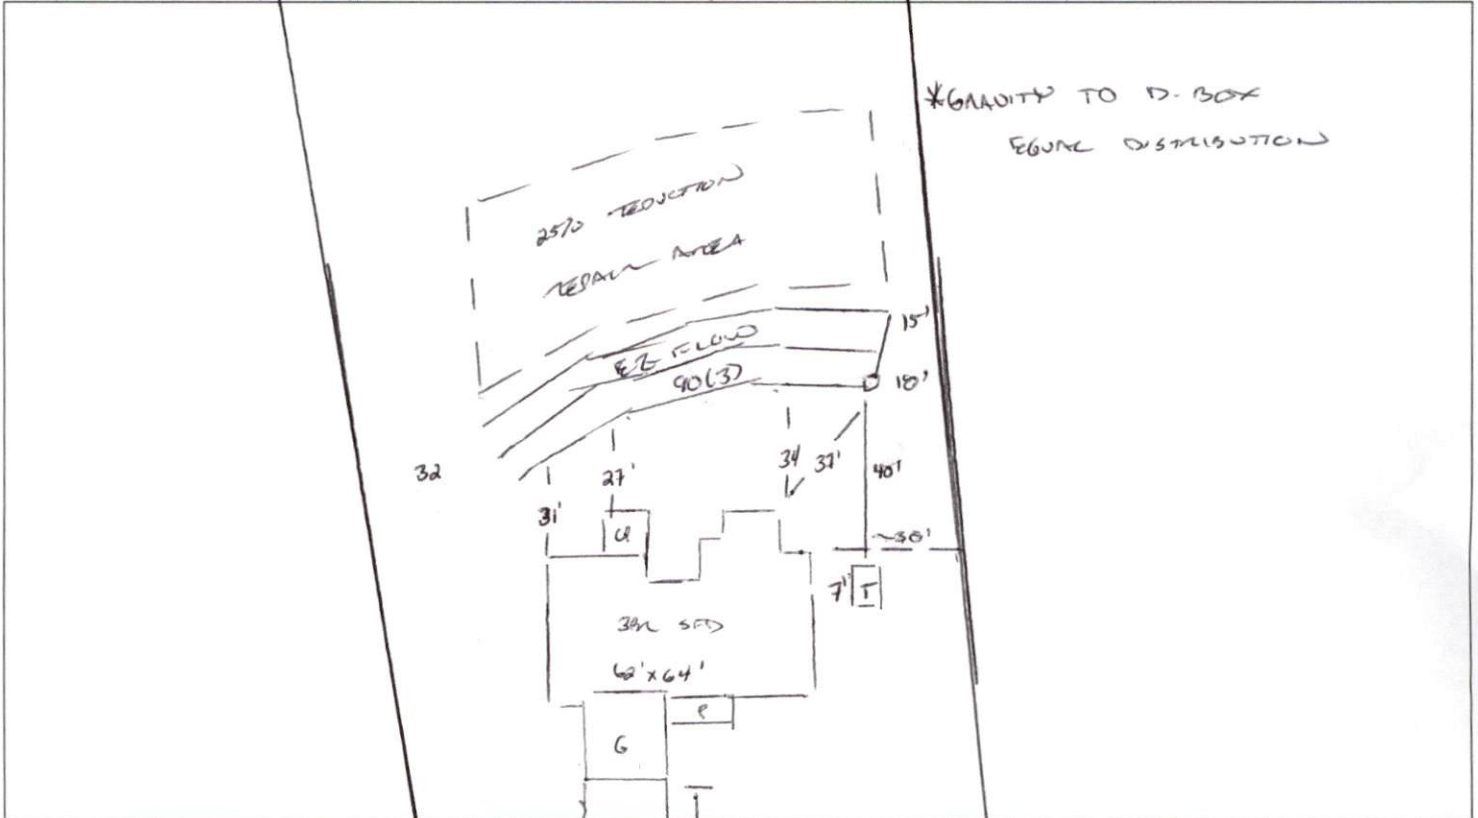 *GRAVITY TO D-BOX
EQUAL DISTRIBUTION
25% REDUCTION
REPAIR AREA
15'
EZ FLOW
90(3)
18'
32
27'
34
37'
40'
31'
~30'
7'
T
3BR SFD
62'x64'
P
G